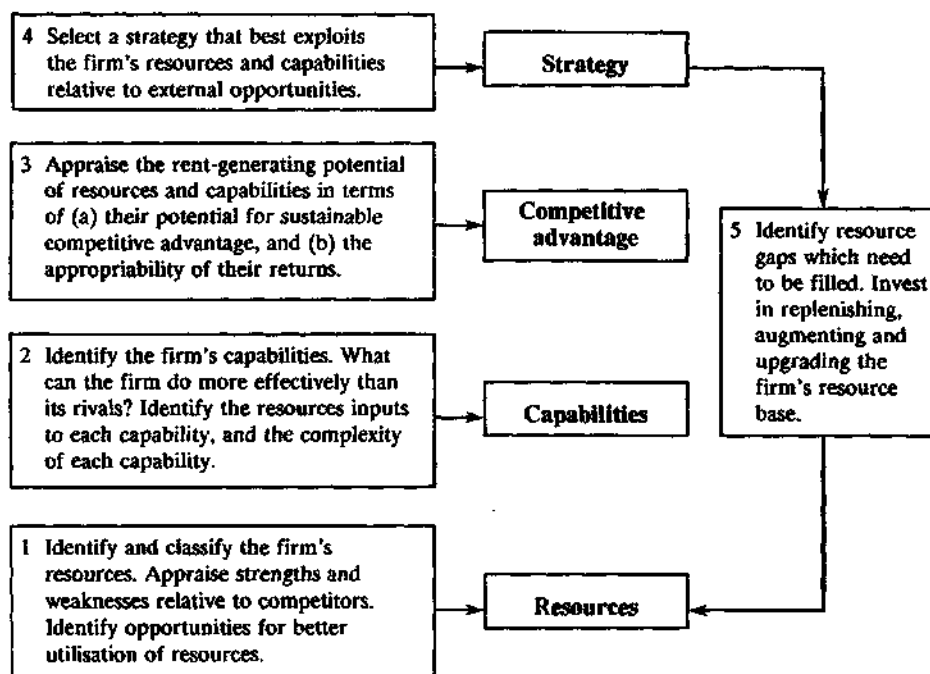 4 Select a strategy that best exploits
the firm's resources and capabilities
relative to external opportunities.
Strategy
3 Appraise the rent-generating potential
of resources and capabilities in terms
of (a) their potential for sustainable
competitive advantage, and (b) the
appropriability of their returns.
Competitive
advantage
5 Identify resource
gaps which need
to be filled. Invest
in replenishing,
augmenting and
upgrading the
firm's resource
base.
2 Identify the firm's capabilities. What
can the firm do more effectively than
its rivals? Identify the resources inputs
to each capability, and the complexity
of each capability.
Capabilities
1 Identify and classify the firm's
resources. Appraise strengths and
weaknesses relative to competitors.
Identify opportunities for better
utilisation of resources.
Resources